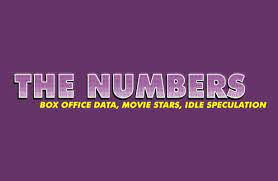 THE NUMBERS
BOX OFFICE DATA, MOVIE STARS, IDLE SPECULATION